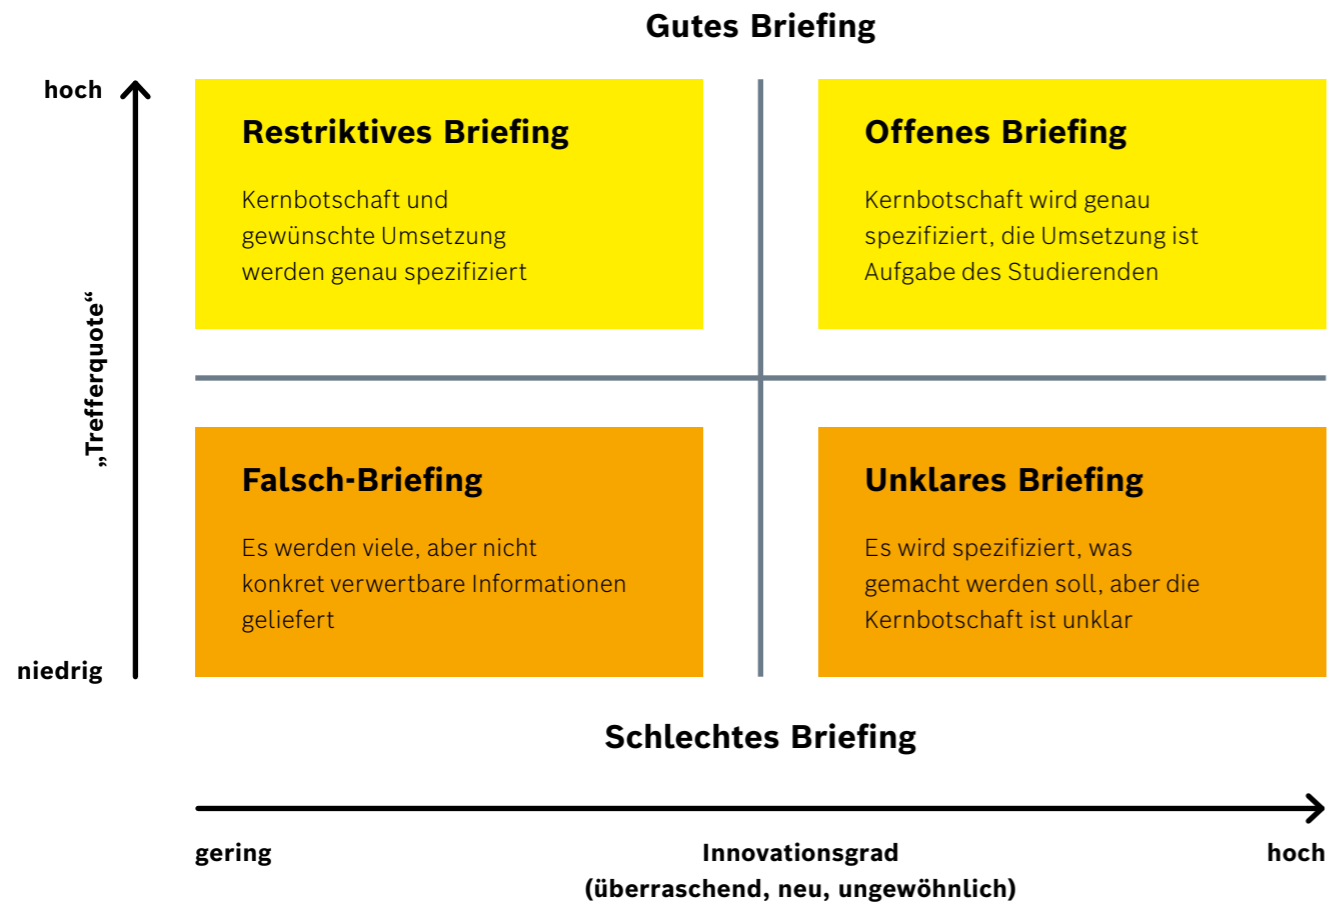 Gutes Briefing
hoch
Restriktives Briefing
Kernbotschaft und
gewünschte Umsetzung
werden genau spezifiziert
Offenes Briefing
Kernbotschaft wird genau
spezifiziert, die Umsetzung ist
Aufgabe des Studierenden
„Trefferquote“
Falsch-Briefing
Es werden viele, aber nicht
konkret verwertbare Informationen
geliefert
Unklares Briefing
Es wird spezifiziert, was
gemacht werden soll, aber die
Kernbotschaft ist unklar
niedrig
Schlechtes Briefing
gering
Innovationsgrad
(überraschend, neu, ungewöhnlich)
hoch